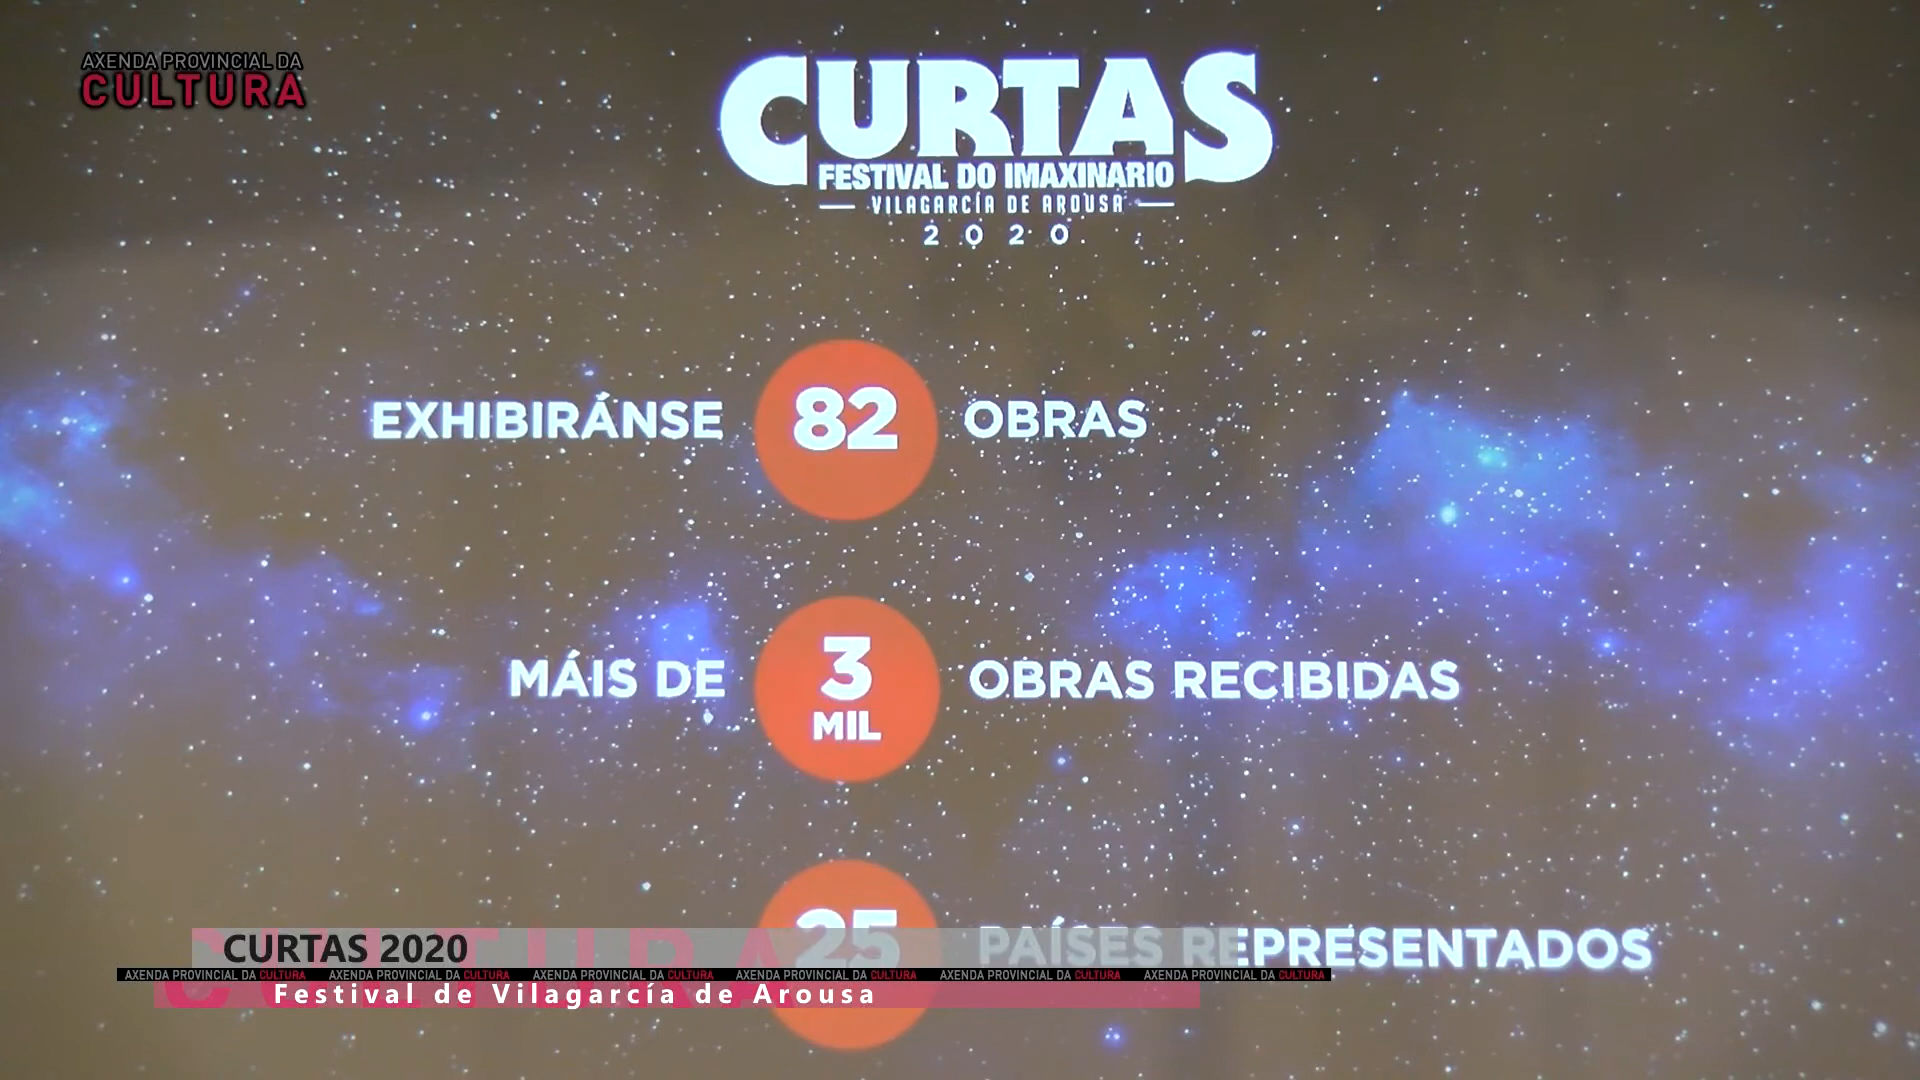 AXENDA PROVINCIAL DA
CULTURA
CURTAS
FESTIVAL DO IMAXINARIO
VILAGARCÍA DE AROUSA
2020
EXHIBIRÁNSE 82 OBRAS
MÁIS DE 3 MIL OBRAS RECIBIDAS
25 PAÍSES REPRESENTADOS
CULTURA
CURTAS 2020
AXENDA PROVINCIAL DA CULTURA AXENDA PROVINCIAL DA CULTURA AXENDA PROVINCIAL DA CULTURA AXENDA PROVINCIAL DA CULTURA AXENDA PROVINCIAL DA CULTURA AXENDA PROVINCIAL DA CULTURA
Festival de Vilagarcía de Arousa